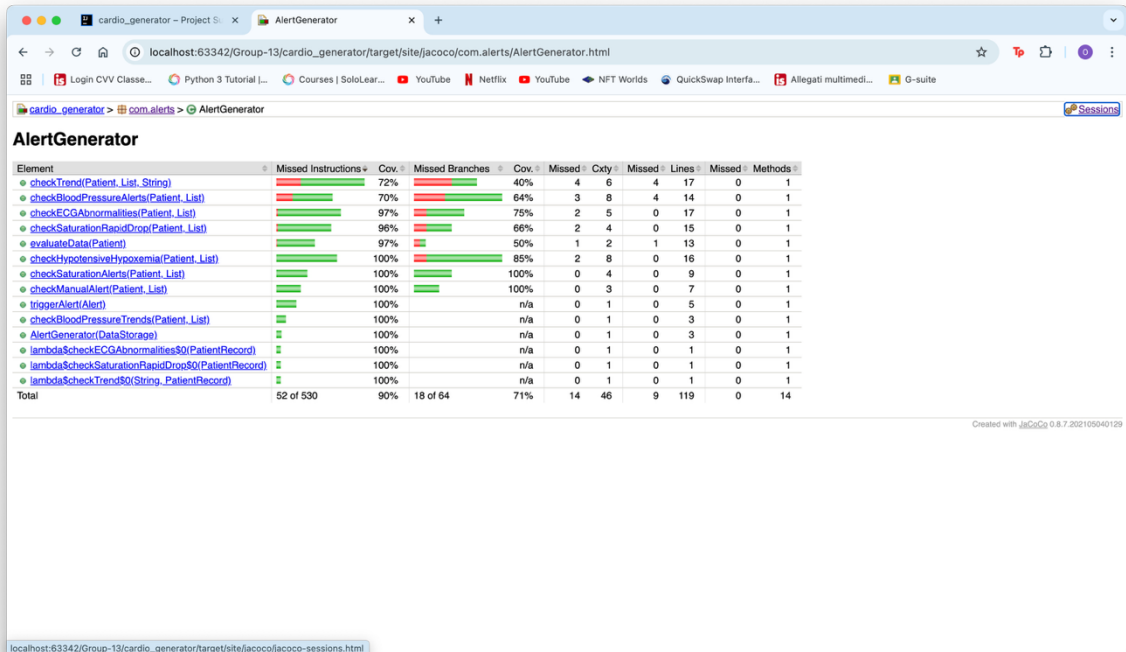 cardio_generator – Project S
AlertGenerator
localhost:63342/Group-13/cardio_generator/target/site/jacoco/com.alerts/AlertGenerator.html
Login CVV Classe... Python 3 Tutorial |... Courses | SoloLear... YouTube Netflix YouTube NFT Worlds QuickSwap Interfa... Allegati multimedi... G-suite
cardio_generator > com.alerts > AlertGenerator Sessions
AlertGenerator
Element Missed Instructions Cov. Missed Branches Cov. Missed Cxty Missed Lines Missed Methods
checkTrend(Patient, List, String) 72% 40% 4 6 4 17 0 1
checkBloodPressureAlerts(Patient, List) 70% 64% 3 8 4 14 0 1
checkECGAbnormalities(Patient, List) 97% 75% 2 5 0 17 0 1
checkSaturationRapidDrop(Patient, List) 96% 66% 2 4 0 15 0 1
evaluateData(Patient) 97% 50% 1 2 1 13 0 1
checkHypotensiveHypoxemia(Patient, List) 100% 85% 2 8 0 16 0 1
checkSaturationAlerts(Patient, List) 100% 100% 0 4 0 9 0 1
checkManualAlert(Patient, List) 100% 100% 0 3 0 7 0 1
triggerAlert(Alert) 100% n/a 0 1 0 5 0 1
checkBloodPressureTrends(Patient, List) 100% n/a 0 1 0 3 0 1
AlertGenerator(DataStorage) 100% n/a 0 1 0 3 0 1
lambda$checkECGAbnormalities$0(PatientRecord) 100% n/a 0 1 0 1 0 1
lambda$checkSaturationRapidDrop$0(PatientRecord) 100% n/a 0 1 0 1 0 1
lambda$checkTrend$0(String, PatientRecord) 100% n/a 0 1 0 1 0 1
Total 52 of 530 90% 18 of 64 71% 14 46 9 119 0 14
Created with JaCoCo 0.8.7.202105040129
localhost:63342/Group-13/cardio_generator/target/site/jacoco/jacoco-sessions.html